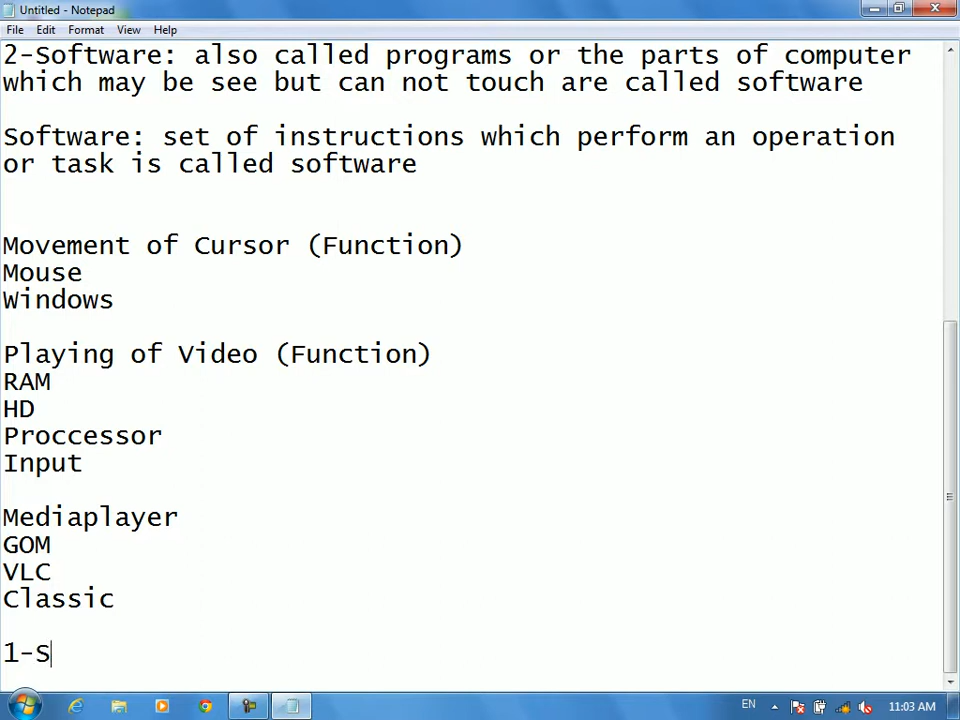 Untitled - Notepad
File Edit Format View Help
2-Software: also called programs or the parts of computer
which may be see but can not touch are called software
Software: set of instructions which perform an operation
or task is called software
Movement of Cursor (Function)
Mouse
Windows
Playing of Video (Function)
RAM
HD
Proccessor
Input
Mediaplayer
GOM
VLC
Classic
1-S
EN 11:03 AM